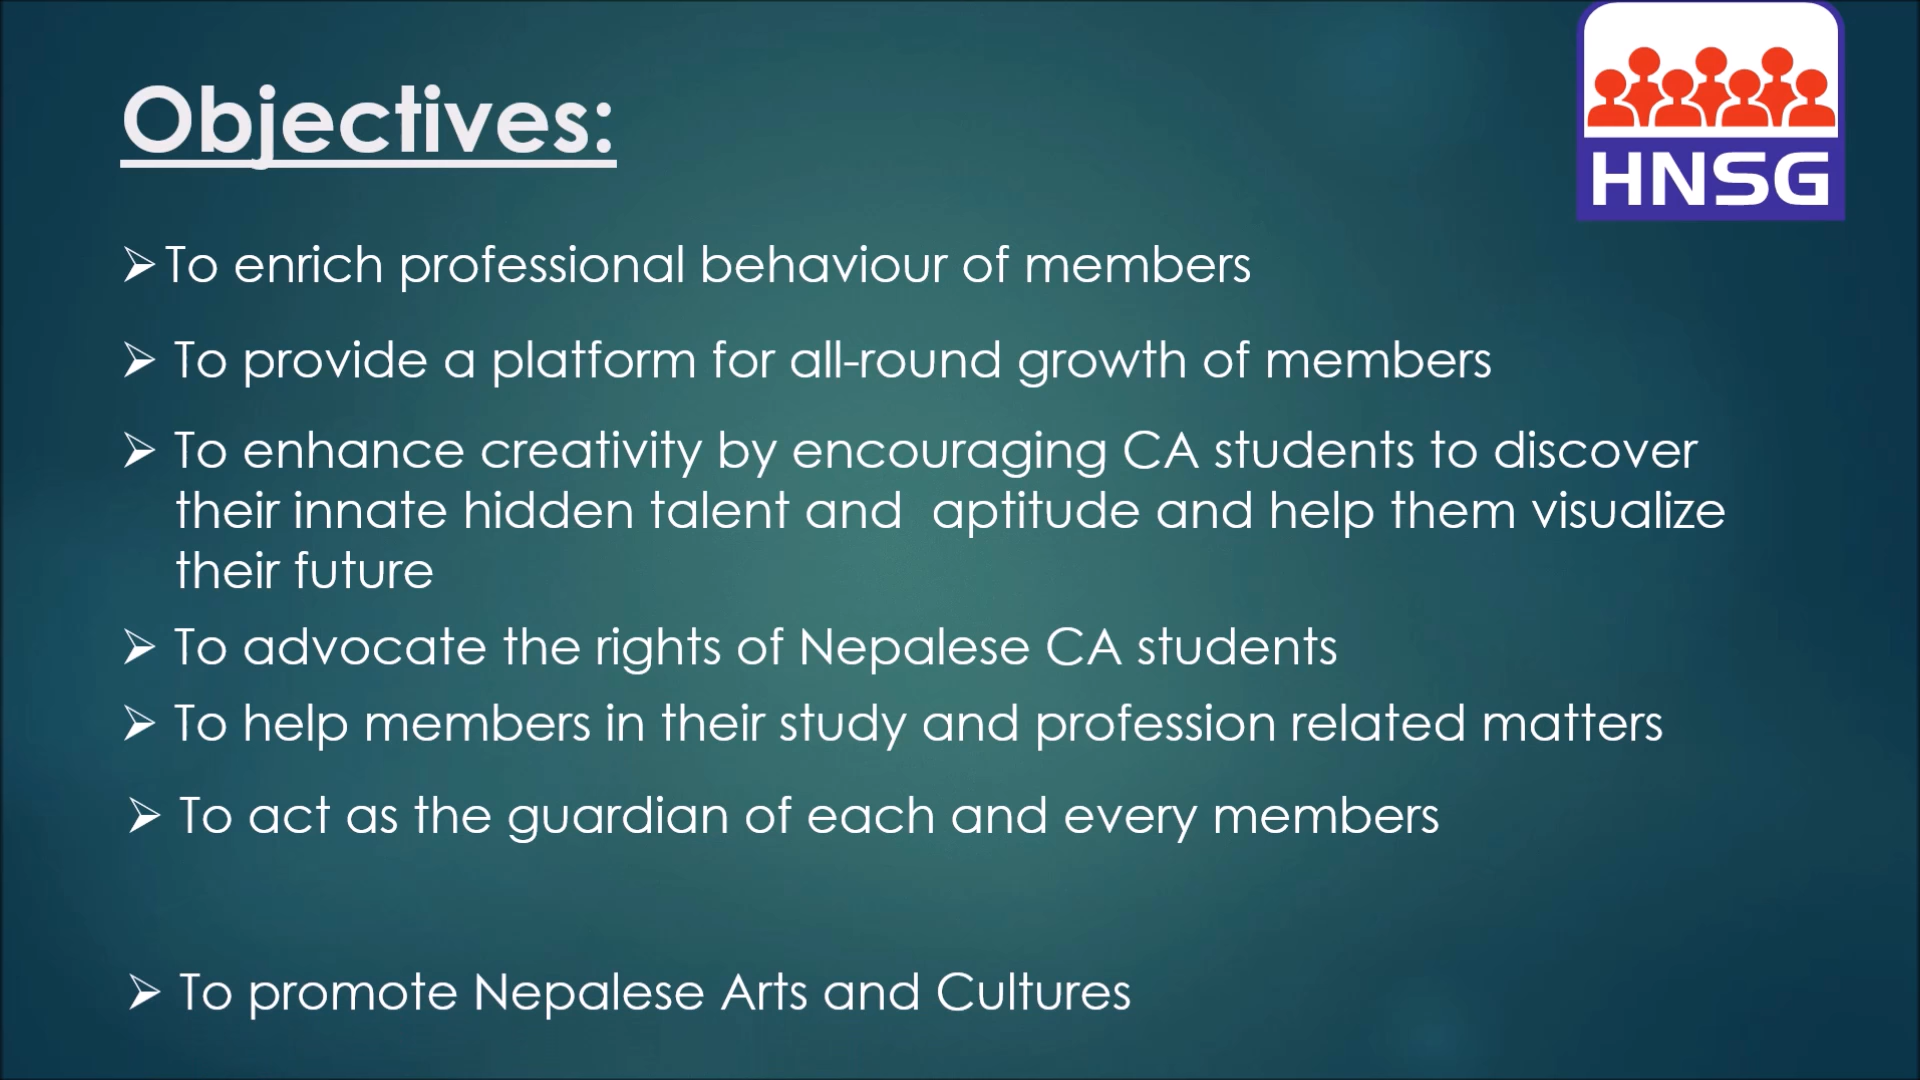 Objectives:
HNSG
➢To enrich professional behaviour of members
➢ To provide a platform for all-round growth of members
➢ To enhance creativity by encouraging CA students to discover
their innate hidden talent and  aptitude and help them visualize
their future
➢ To advocate the rights of Nepalese CA students
➢ To help members in their study and profession related matters
➢ To act as the guardian of each and every members
➢ To promote Nepalese Arts and Cultures